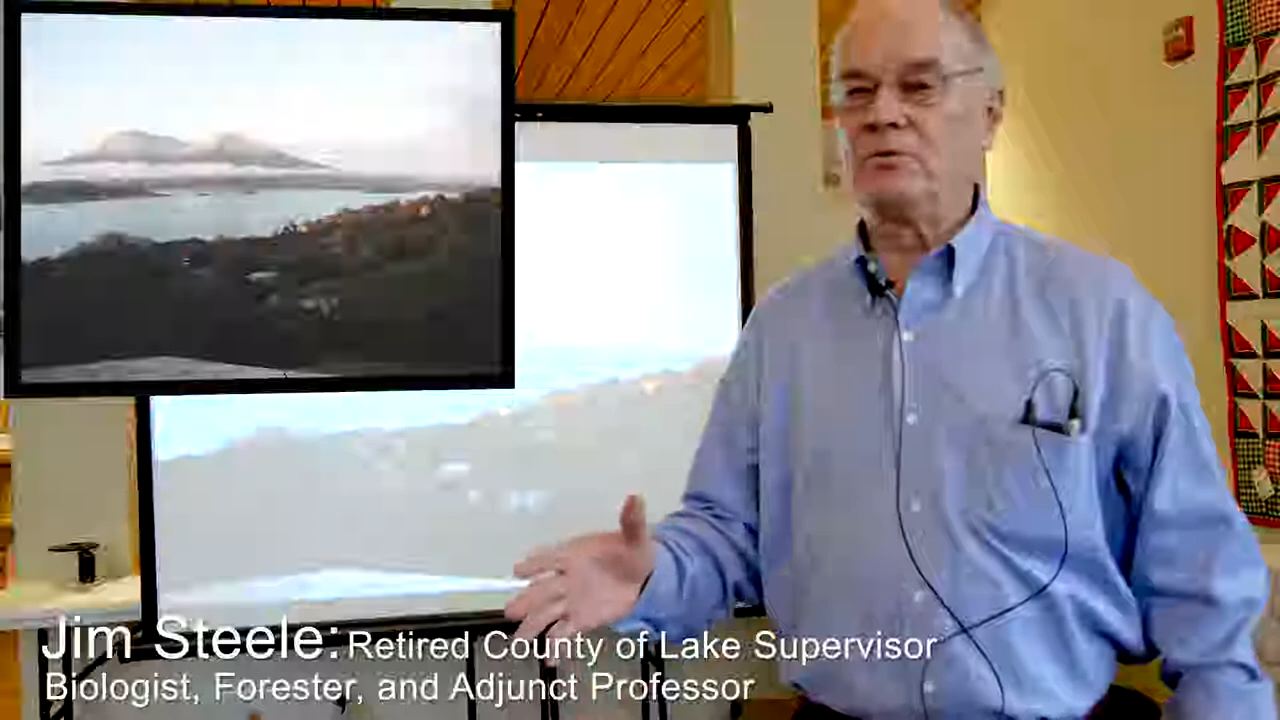 Jim Steele: Retired County of Lake Supervisor
Biologist, Forester, and Adjunct Professor